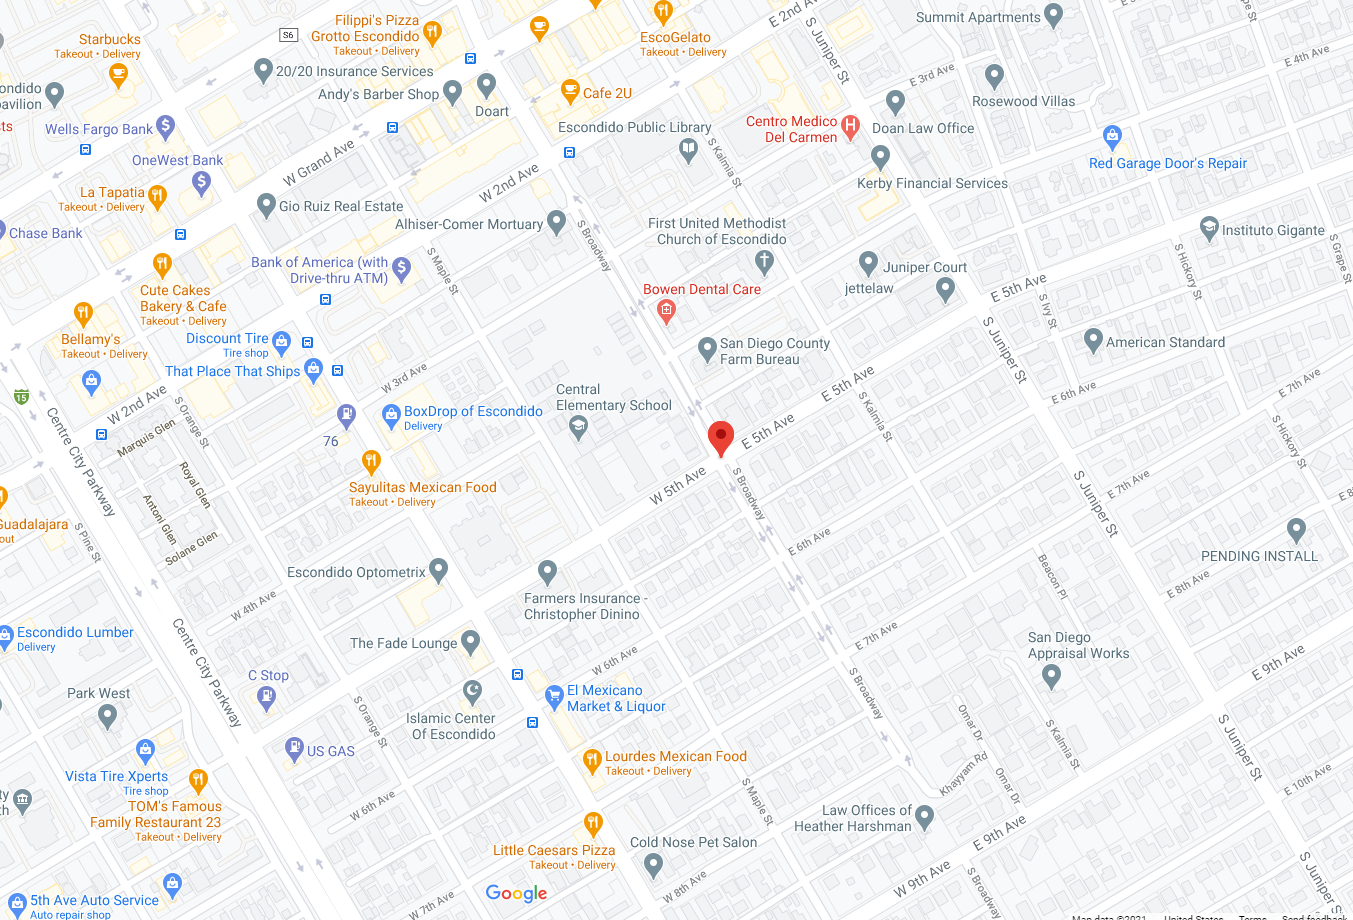 Summit Apartments
E 2nd Ave
Filippi's Pizza
Grotto Escondido
Takeout • Delivery
S6
Starbucks
Takeout • Delivery
EscoGelato
Takeout • Delivery
S Juniper St
E 4th Ave
20/20 Insurance Services
E 3rd Ave
Andy's Barber Shop
Doart
Cafe 2U
Rosewood Villas
ondido
pavilion
ts
Wells Fargo Bank
Escondido Public Library
Centro Medico
Del Carmen
Doan Law Office
OneWest Bank
W Grand Ave
S Kalmia St
Red Garage Door's Repair
La Tapatia
Takeout • Delivery
W 2nd Ave
Kerby Financial Services
Gio Ruiz Real Estate
Alhiser-Comer Mortuary
First United Methodist
Church of Escondido
Chase Bank
Instituto Gigante
S Grape St
S Broadway
S Maple St
S Hickory St
Bank of America (with
Drive-thru ATM)
Juniper Court
jettelaw
Cute Cakes
Bakery & Cafe
Takeout • Delivery
Bowen Dental Care
E 5th Ave
S Ivy St
Bellamy's
Takeout • Delivery
Discount Tire
Tire shop
San Diego County
Farm Bureau
S Juniper St
American Standard
That Place That Ships
W 3rd Ave
E 5th Ave
E 6th Ave
E 7th Ave
15
W 2nd Ave
Central
Elementary School
S Orange St
BoxDrop of Escondido
Delivery
S Kalmia St
Marquis Glen
76
E 5th Ave
S Hickory St
Centre City Parkway
Royal Glen
Sayulitas Mexican Food
Takeout • Delivery
W 5th Ave
S Broadway
E 7th Ave
E 8
S Juniper St
Antoni Glen
Guadalajara
out
S Pine St
Solane Glen
E 6th Ave
PENDING INSTALL
Escondido Optometrix
Beacon Pl
E 8th Ave
W 4th Ave
Farmers Insurance -
Christopher Dinino
Escondido Lumber
Delivery
The Fade Lounge
E 7th Ave
San Diego
Appraisal Works
Centre City Parkway
W 6th Ave
E 9th Ave
C Stop
Park West
El Mexicano
Market & Liquor
S Broadway
S Orange St
Islamic Center
Of Escondido
Omar Dr
S Kalmia St
S Juniper St
US GAS
Lourdes Mexican Food
Takeout • Delivery
Vista Tire Xperts
Tire shop
Khayyam Rd
Omar Dr
E 10th Ave
ty
h
TOM's Famous
Family Restaurant 23
Takeout • Delivery
W 6th Ave
S Maple St
Law Offices of
Heather Harshman
E 9th Ave
Little Caesars Pizza
Takeout • Delivery
Cold Nose Pet Salon
W 9th Ave
S Juniper St
5th Ave Auto Service
Auto repair shop
Google
W 7th Ave
W 8th Ave
S Broadway
Map data ©2021
United States
Terms
Send feedback